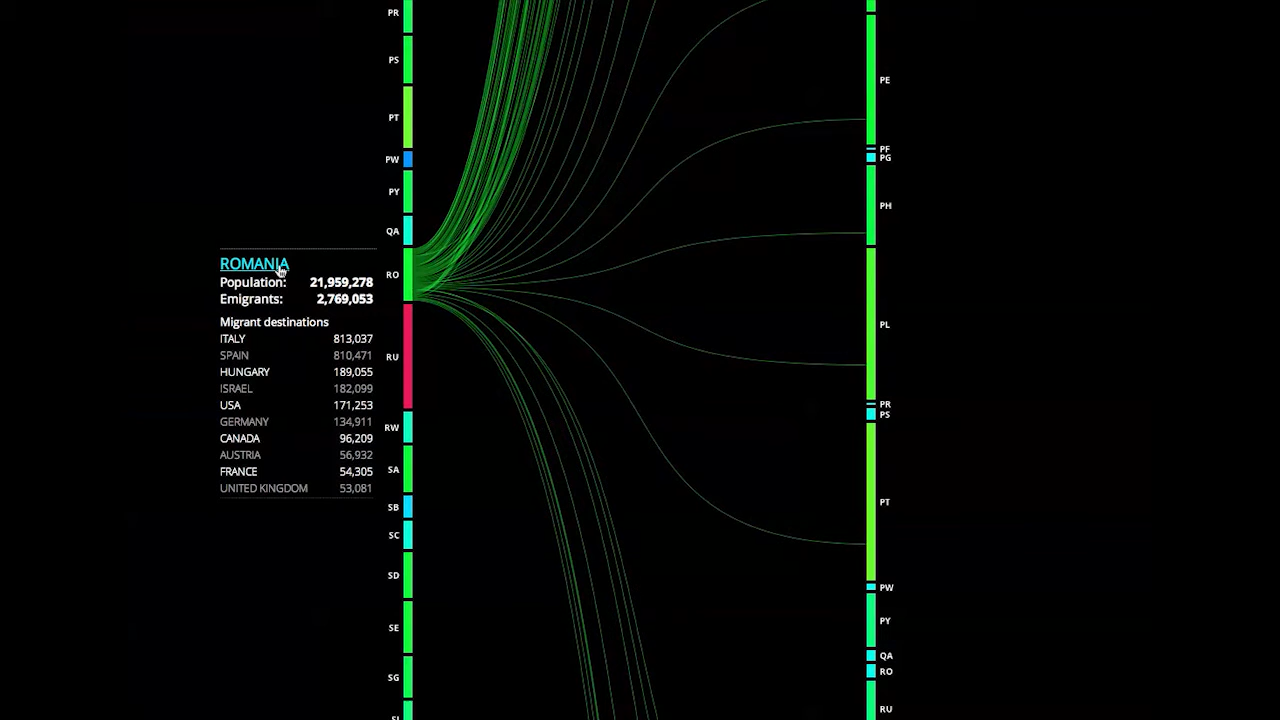 PR
PS
PT
PW
PY
QA
RO
RU
RW
SA
SB
SC
SD
SE
SG
ROMANIA
Population: 21,959,278
Emigrants: 2,769,053
Migrant destinations
ITALY 813,037
SPAIN 810,471
HUNGARY 189,055
ISRAEL 182,099
USA 171,253
GERMANY 134,911
CANADA 96,209
AUSTRIA 56,932
FRANCE 54,305
UNITED KINGDOM 53,081
PE
PF
PG
PH
PL
PR
PS
PT
PW
PY
QA
RO
RU